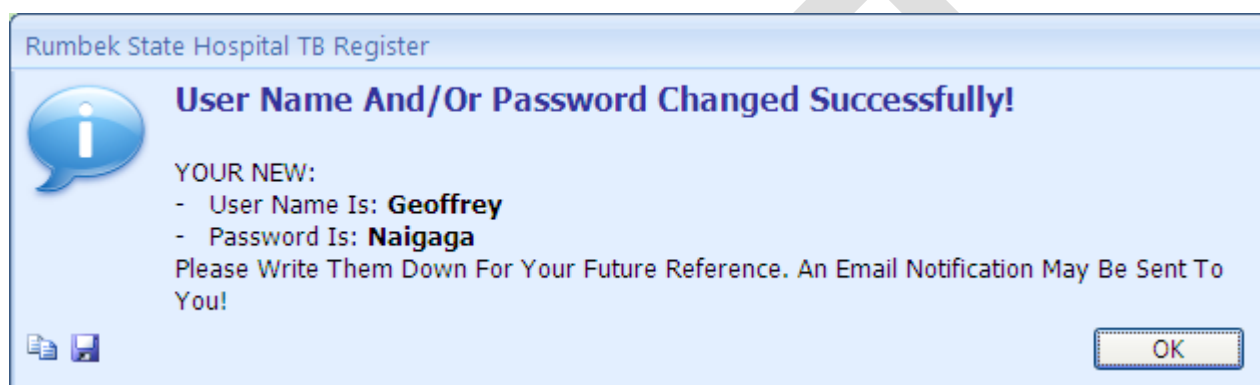 Rumbek State Hospital TB Register
User Name And/Or Password Changed Successfully!
YOUR NEW:
- User Name Is: Geoffrey
- Password Is: Naigaga
Please Write Them Down For Your Future Reference. An Email Notification May Be Sent To
You!
OK